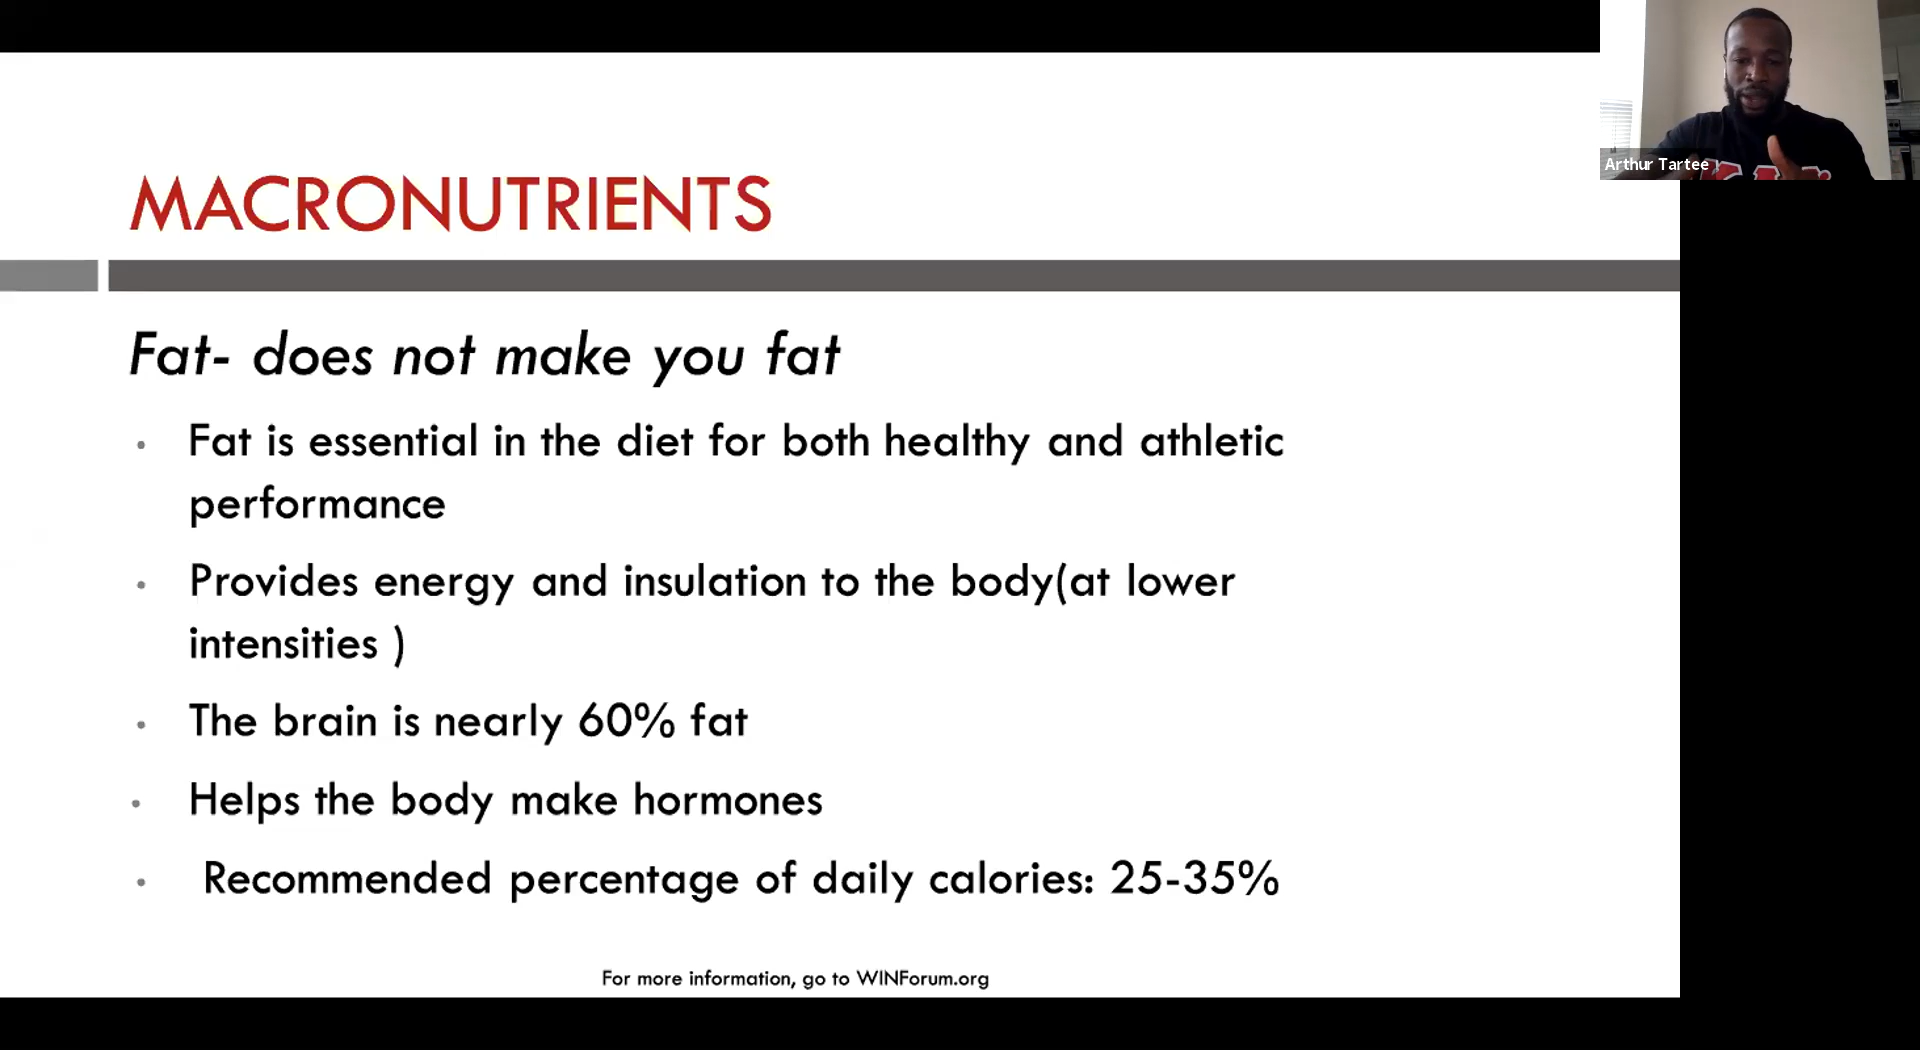 MACRONUTRIENTS
Fat- does not make you fat
• Fat is essential in the diet for both healthy and athletic
performance
• Provides energy and insulation to the body(at lower
intensities )
• The brain is nearly 60% fat
• Helps the body make hormones
• Recommended percentage of daily calories: 25-35%
For more information, go to WINForum.org
Arthur Tartee